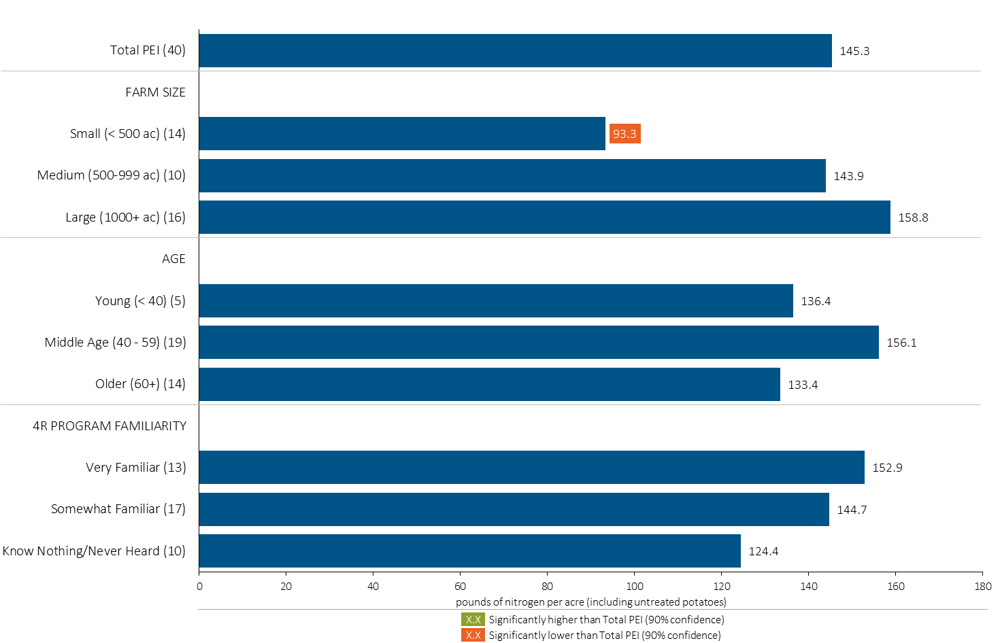 Total PEI (40) 145.3
FARM SIZE
Small (< 500 ac) (14) 93.3
Medium (500-999 ac) (10) 143.9
Large (1000+ ac) (16) 158.8
AGE
Young (< 40) (5) 136.4
Middle Age (40 - 59) (19) 156.1
Older (60+) (14) 133.4
4R PROGRAM FAMILIARITY
Very Familiar (13) 152.9
Somewhat Familiar (17) 144.7
Know Nothing/Never Heard (10) 124.4
0 20 40 60 80 100 120 140 160 180
pounds of nitrogen per acre (including untreated potatoes)
X.X Significantly higher than Total PEI (90% confidence)
X.X Significantly lower than Total PEI (90% confidence)